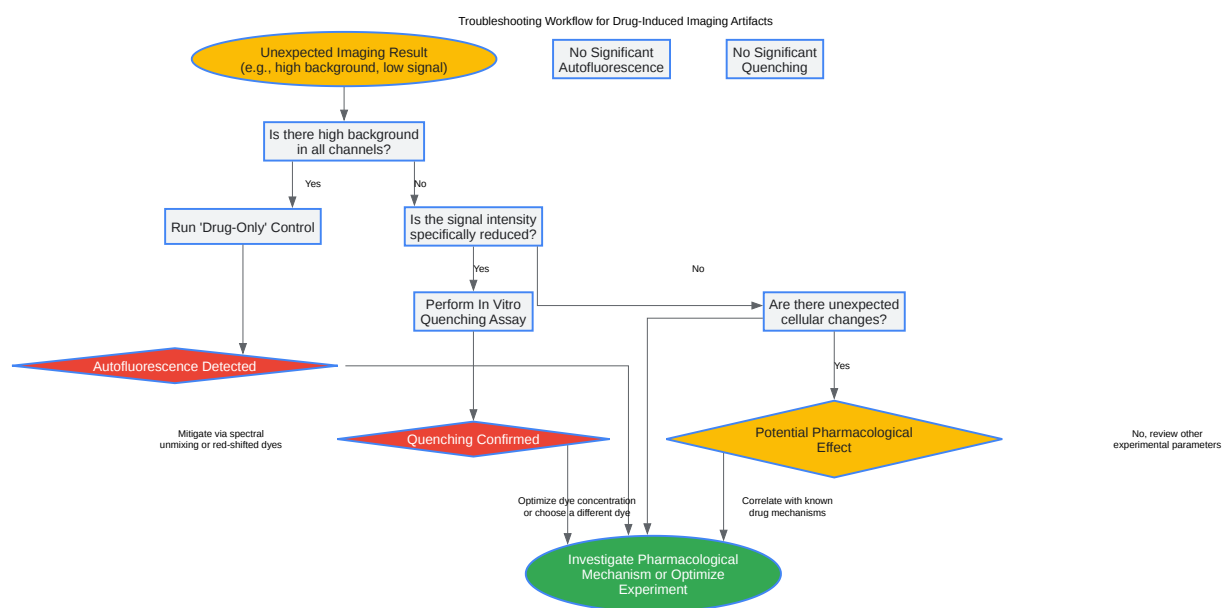 Troubleshooting Workflow for Drug-Induced Imaging Artifacts
Unexpected Imaging Result
(e.g., high background, low signal)
No Significant
Autofluorescence
No Significant
Quenching
Is there high background
in all channels?
Yes
No
Run 'Drug-Only' Control
Is the signal intensity
specifically reduced?
Yes
No
Perform In Vitro
Quenching Assay
Are there unexpected
cellular changes?
Autofluorescence Detected
Yes
Mitigate via spectral
unmixing or red-shifted dyes
Quenching Confirmed
Potential Pharmacological
Effect
No, review other
experimental parameters
Optimize dye concentration
or choose a different dye
Correlate with known
drug mechanisms
Investigate Pharmacological
Mechanism or Optimize
Experiment